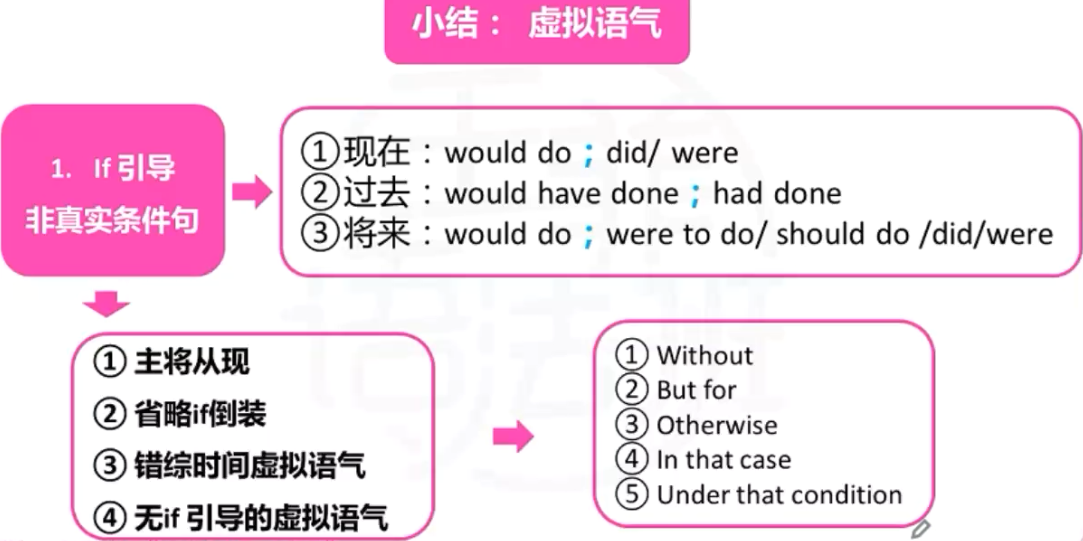 小结： 虚拟语气
1. If 引导
非真实条件句
①现在：would do；did/ were
②过去：would have done；had done
③将来：would do；were to do/ should do /did/were
① 主将从现
② 省略if倒装
③ 错综时间虚拟语气
④ 无if 引导的虚拟语气
① Without
② But for
③ Otherwise
④ In that case
⑤ Under that condition